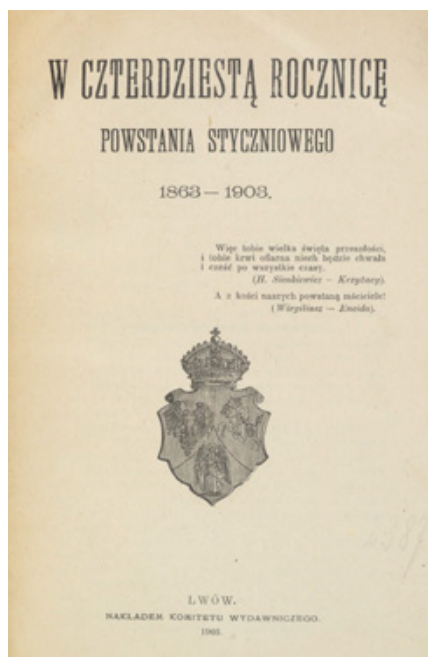 W CZTERDZIESTĄ ROCZNICĘ
POWSTANIA STYCZNIOWEGO
1863 — 1903.
Więc tobie wielka święta przeszłości,
i tobie krwi ofiarna niech będzie chwała
i cześć po wszystkie czasy.
(H. Sienkiewicz — Krzyżacy).
A z kości naszych powstaną mściciele!
(Wirgiliusz — Eneida).
LWÓW.
NAKŁADEM KOMITETU WYDAWNICZEGO.
1903.